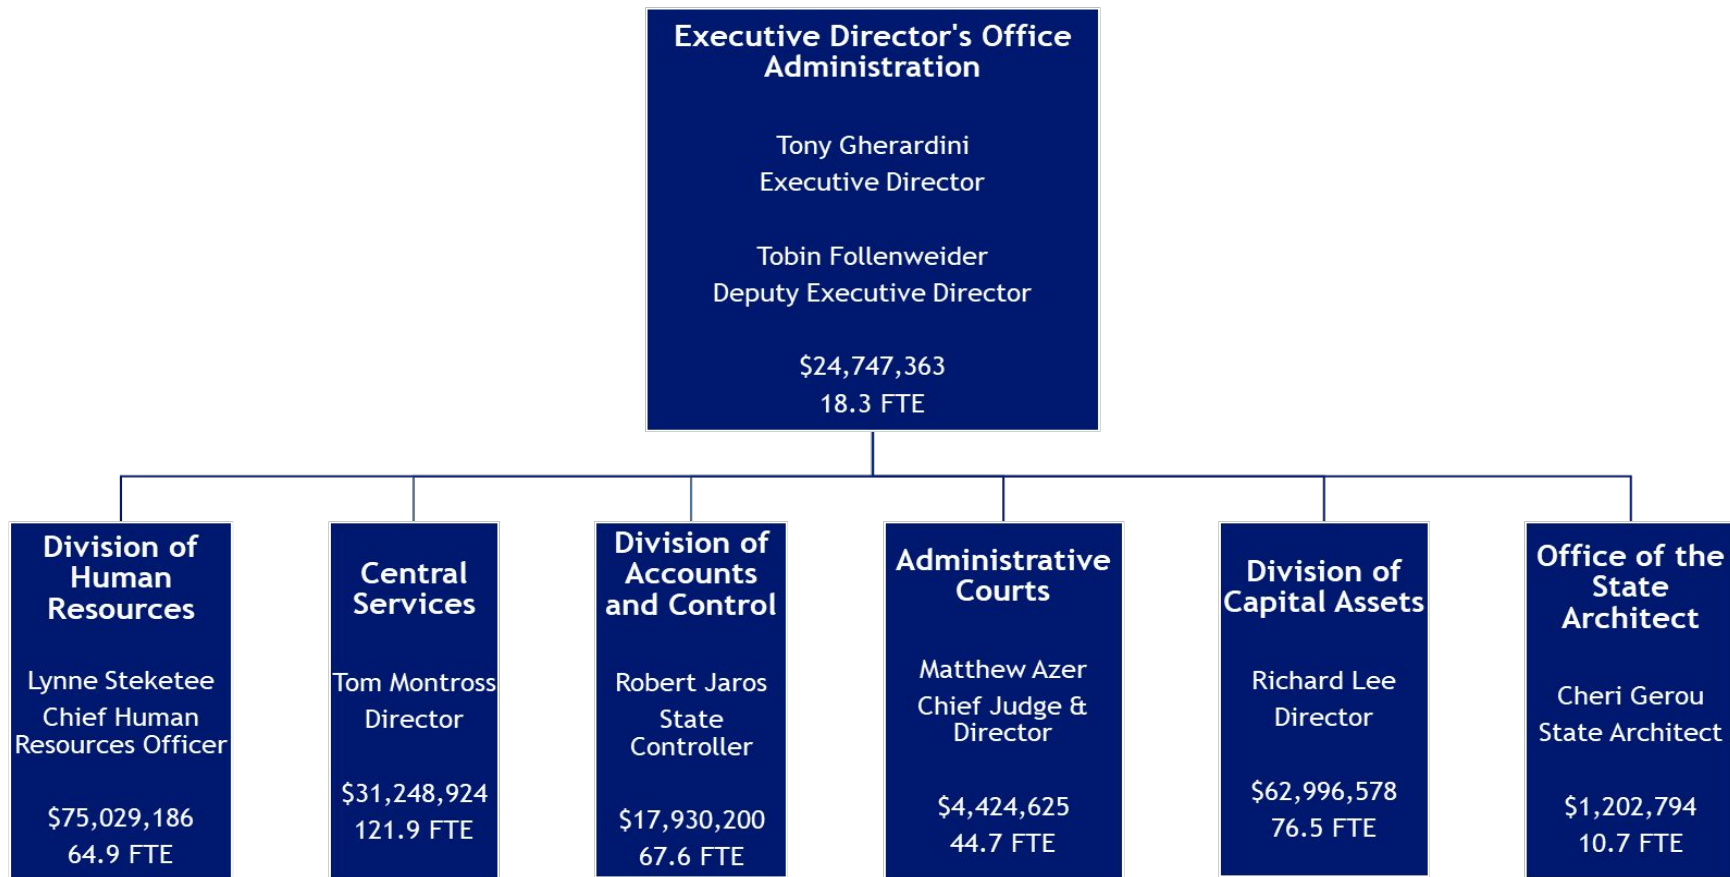 Executive Director's Office
Administration
Tony Gherardini
Executive Director
Tobin Follenweider
Deputy Executive Director
$24,747,363
18.3 FTE
Division of
Human
Resources
Lynne Steketee
Chief Human
Resources Officer
$75,029,186
64.9 FTE
Central
Services
Tom Montross
Director
$31,248,924
121.9 FTE
Division of
Accounts
and Control
Robert Jaros
State
Controller
$17,930,200
67.6 FTE
Administrative
Courts
Matthew Azer
Chief Judge &
Director
$4,424,625
44.7 FTE
Division of
Capital Assets
Richard Lee
Director
$62,996,578
76.5 FTE
Office of the
State
Architect
Cheri Gerou
State Architect
$1,202,794
10.7 FTE